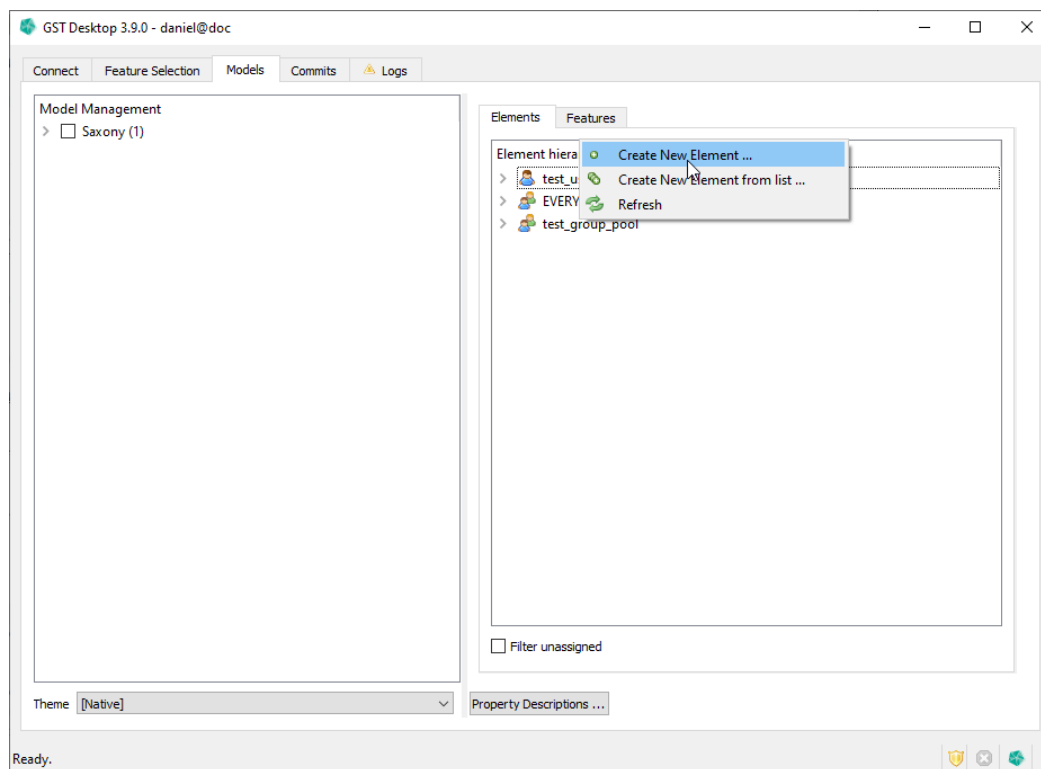 GST Desktop 3.9.0 - daniel@doc
Connect Feature Selection Models Commits Logs
Model Management
Saxony (1)
Elements Features
Element hiera
test_u
EVERY
test_group_pool
Create New Element ...
Create New Element from list ...
Refresh
Filter unassigned
Theme [Native]
Property Descriptions ...
Ready.